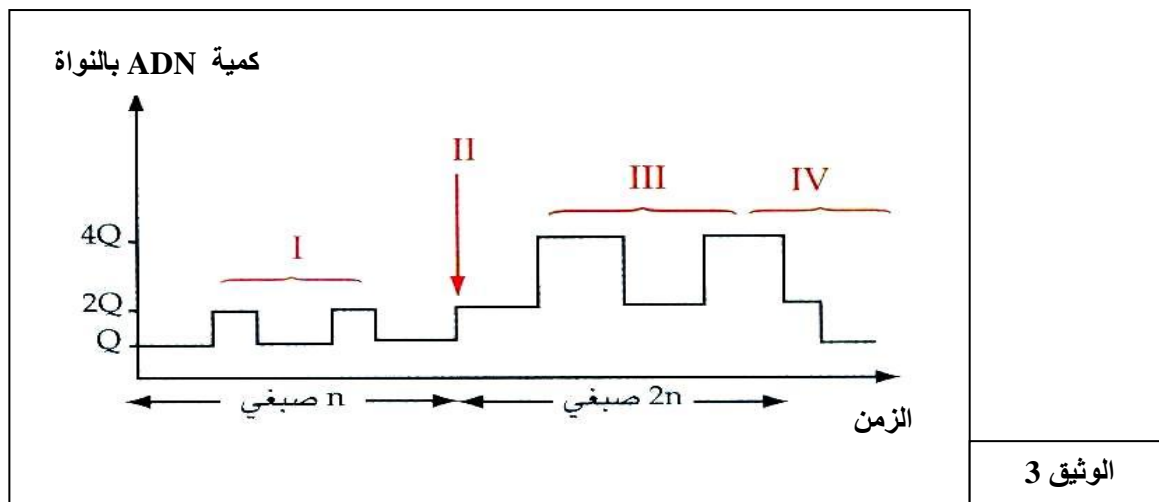 كمية ADN بالنواة
II
III
IV
I
4Q
2Q
Q
n صبغي
2n صبغي
الزمن
الوثيق 3